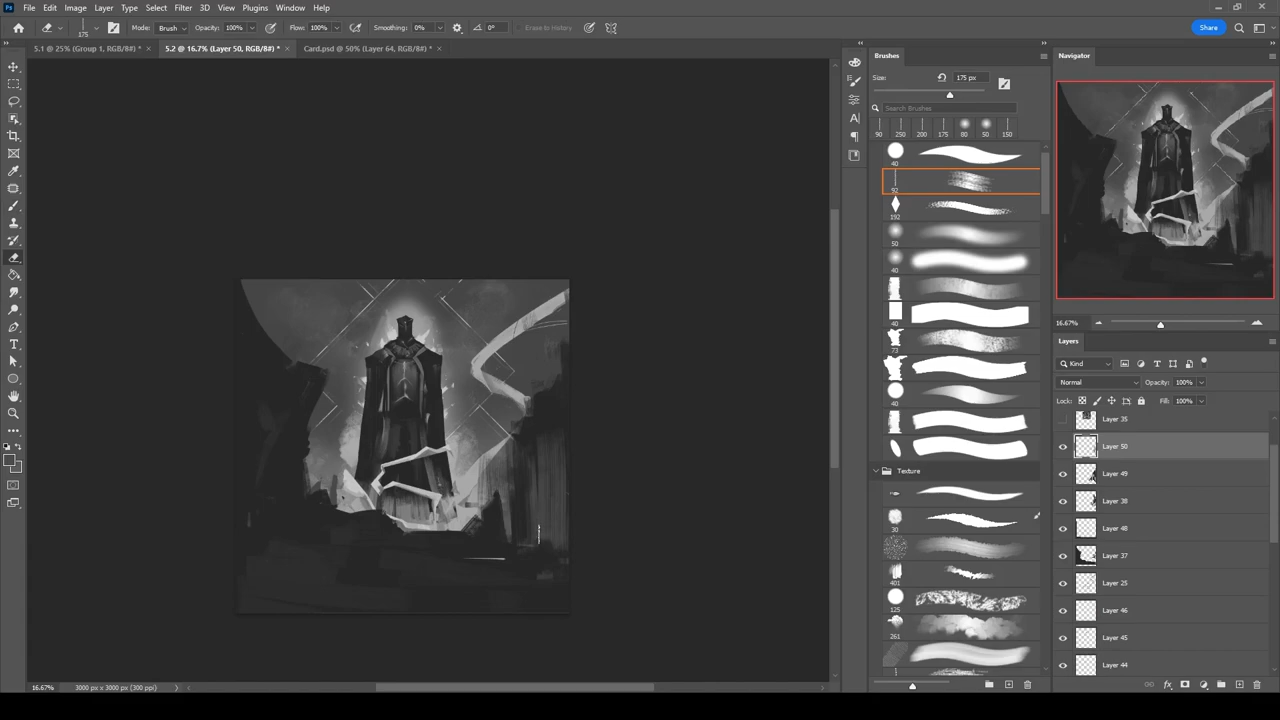 Ps File Edit Image Layer Type Select Filter 3D View Plugins Window Help
175 Mode: Brush Opacity: 100% Flow: 100% Smoothing: 0% 0° Erase to History Share
5.1 @ 25% (Group 1, RGB/8#) * × 5.2 @ 16.7% (Layer 50, RGB/8#) * × Card.psd @ 50% (Layer 64, RGB/8#) * ×
Brushes
Size: 175 px
Search Brushes
90 250 200 175 80 50 150
40
92
192
50
40
40
73
40
Texture
30
401
125
261
Navigator
16.67%
Layers
Kind
Normal Opacity: 100%
Lock: Fill: 100%
Layer 35
Layer 50
Layer 49
Layer 38
Layer 48
Layer 37
Layer 25
Layer 46
Layer 45
Layer 44
fx
16.67% 3000 px x 3000 px (300 ppi)